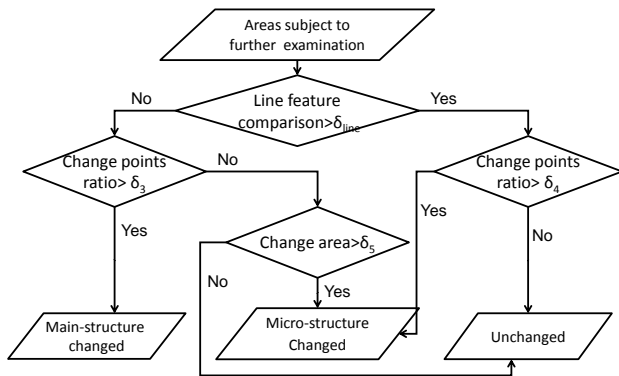 Areas subject to
further examination
No
Line feature
comparison>δline
Yes
Change points
ratio> δ3
No
Change points
ratio> δ4
Yes
Change area>δ5
Yes
No
No
Yes
Main-structure
changed
Micro-structure
Changed
Unchanged